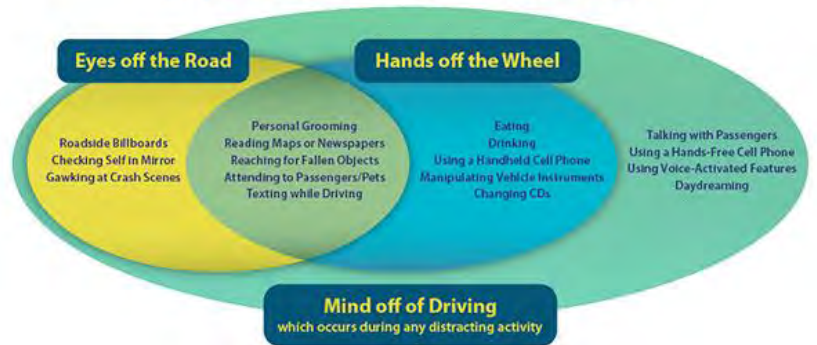 Eyes off the Road
Hands off the Wheel
Roadside Billboards
Checking Self in Mirror
Gawking at Crash Scenes
Personal Grooming
Reading Maps or Newspapers
Reaching for Fallen Objects
Attending to Passengers/Pets
Texting while Driving
Eating
Drinking
Using a Handheld Cell Phone
Manipulating Vehicle Instruments
Changing CDs
Talking with Passengers
Using a Hands-Free Cell Phone
Using Voice-Activated Features
Daydreaming
Mind off of Driving
which occurs during any distracting activity